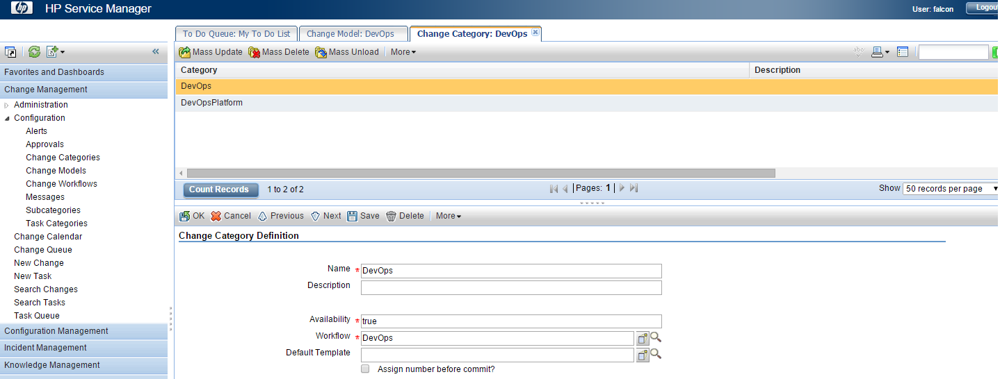 hp HP Service Manager User: falcon Logou
To Do Queue: My To Do List Change Model: DevOps Change Category: DevOps
Mass Update Mass Delete Mass Unload More
Favorites and Dashboards
Category Description
Change Management
DevOps
DevOpsPlatform
Administration
Configuration
Alerts
Approvals
Change Categories
Change Models
Change Workflows
Messages
Subcategories
Task Categories
Change Calendar
Change Queue
New Change
New Task
Search Changes
Search Tasks
Task Queue
Configuration Management
Incident Management
Knowledge Management
Count Records 1 to 2 of 2 Pages: 1 Show 50 records per page
OK Cancel Previous Next Save Delete More
Change Category Definition
Name * DevOps
Description
Availability * true
Workflow * DevOps
Default Template
Assign number before commit?